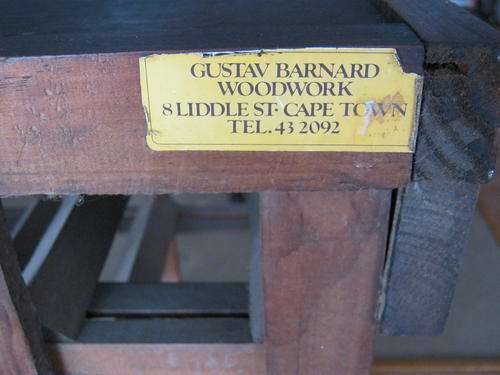 GUSTAV BARNARD
WOODWORK
8 LIDDLE ST· CAPE TOWN
TEL. 43 2092